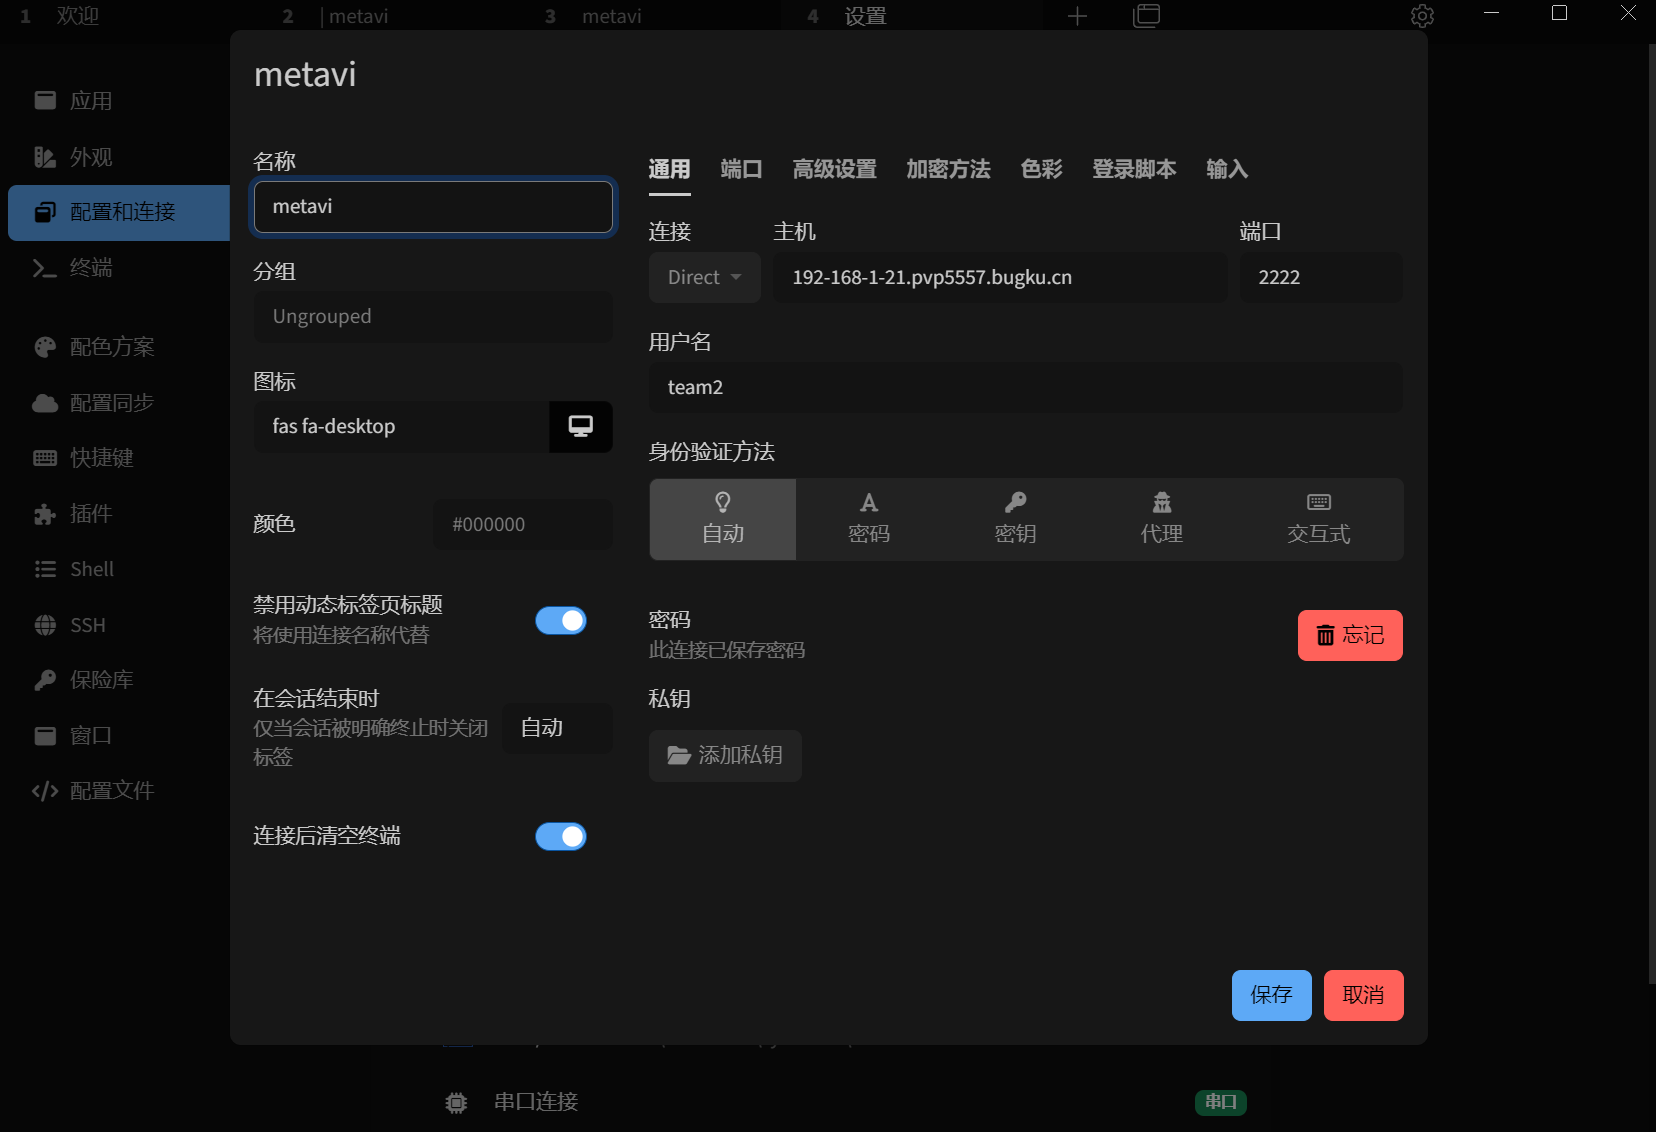 1 欢迎
2 | metavi
3 metavi
4 设置
应用
外观
配置和连接
终端
配色方案
配置同步
快捷键
插件
Shell
SSH
保险库
窗口
配置文件
metavi
名称
metavi
分组
Ungrouped
图标
fas fa-desktop
颜色
#000000
禁用动态标签页标题
将使用连接名称代替
在会话结束时
仅当会话被明确终止时关闭
标签
自动
连接后清空终端
通用 端口 高级设置 加密方法 色彩 登录脚本 输入
连接 主机 端口
Direct 192-168-1-21.pvp5557.bugku.cn 2222
用户名
team2
身份验证方法
自动 密码 密钥 代理 交互式
密码
此连接已保存密码
忘记
私钥
添加私钥
保存 取消
串口连接 串口